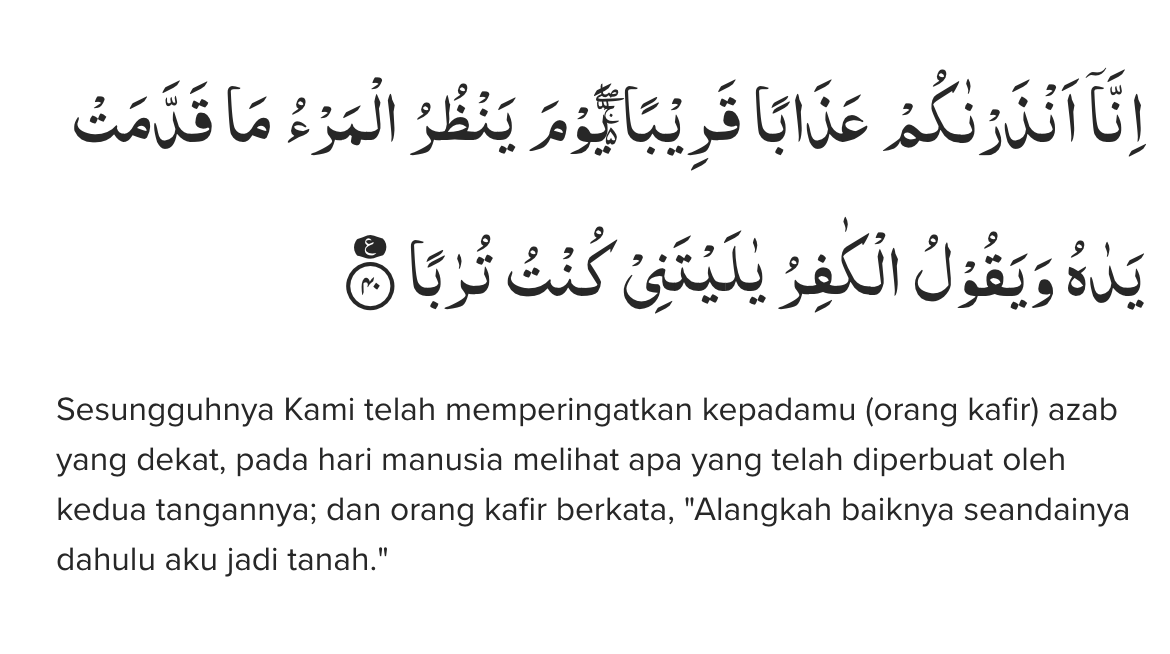 اِنَّآ اَنْذَرْنٰكُمْ عَذَابًا قَرِيْبًا ەۙ يَّوْمَ يَنْظُرُ الْمَرْءُ مَا قَدَّمَتْ
يَدٰهُ وَيَقُوْلُ الْكٰفِرُ يٰلَيْتَنِيْ كُنْتُ تُرٰبًا ࣖ ٤٠
Sesungguhnya Kami telah memperingatkan kepadamu (orang kafir) azab
yang dekat, pada hari manusia melihat apa yang telah diperbuat oleh
kedua tangannya; dan orang kafir berkata, "Alangkah baiknya seandainya
dahulu aku jadi tanah."